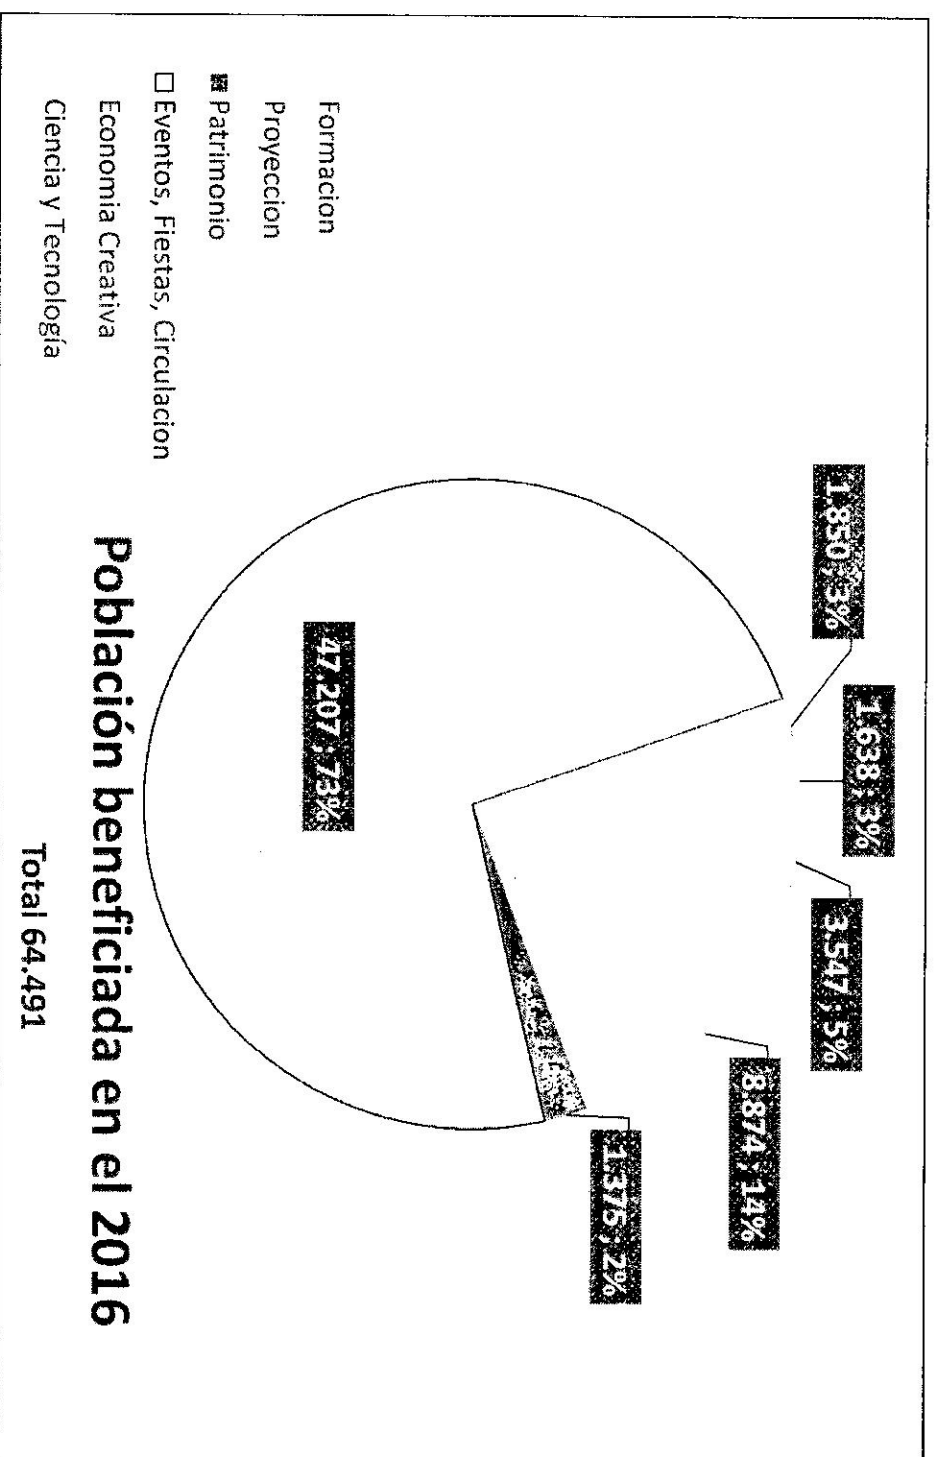 1.850 ; 3%
1.638 ; 3%
3.547 ; 5%
8.874 ; 14%
1.375 ; 2%
47.207 ; 73%
Formacion
Proyeccion
Patrimonio
Eventos, Fiestas, Circulacion
Economia Creativa
Ciencia y Tecnología
Población beneficiada en el 2016
Total 64.491